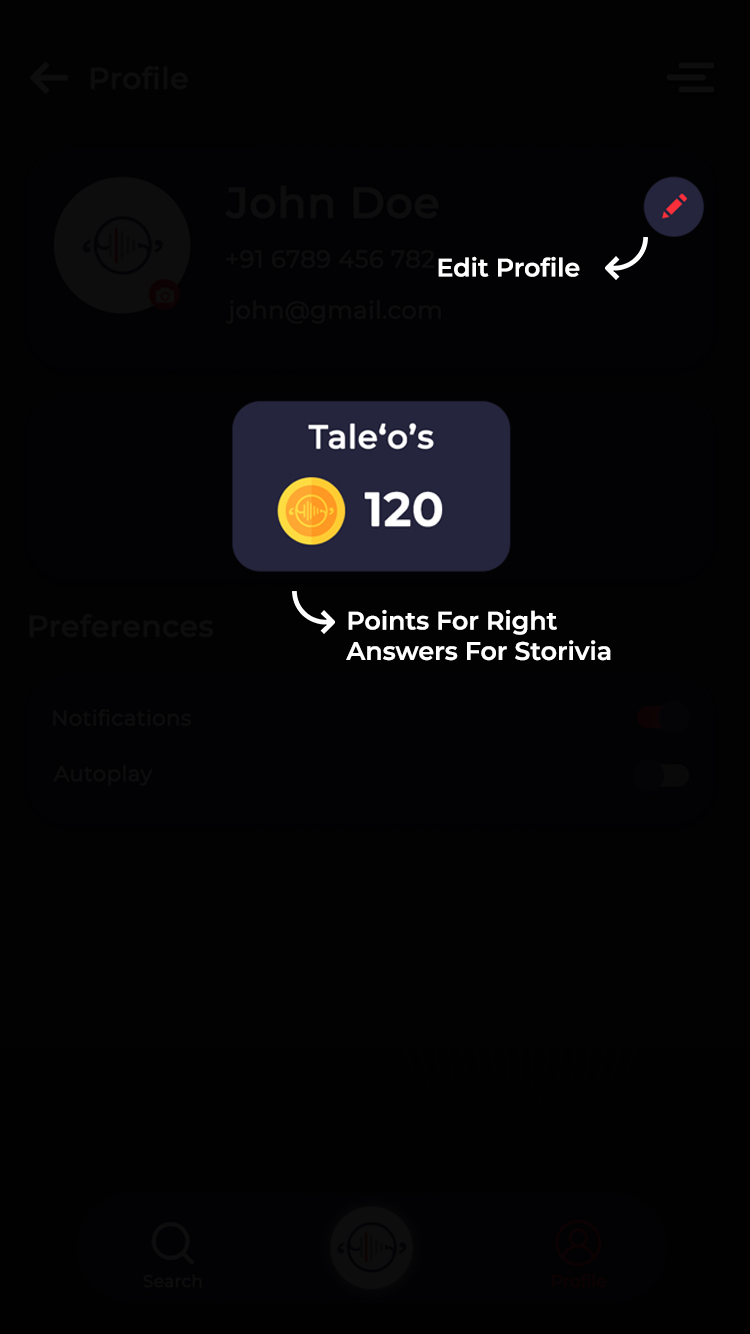 Profile
John Doe
+91 6789 456 782
Edit Profile
john@gmail.com
Tale‘o’s
120
Points For Right
Answers For Storivia
Preferences
Notifications
Autoplay
Search
Profile